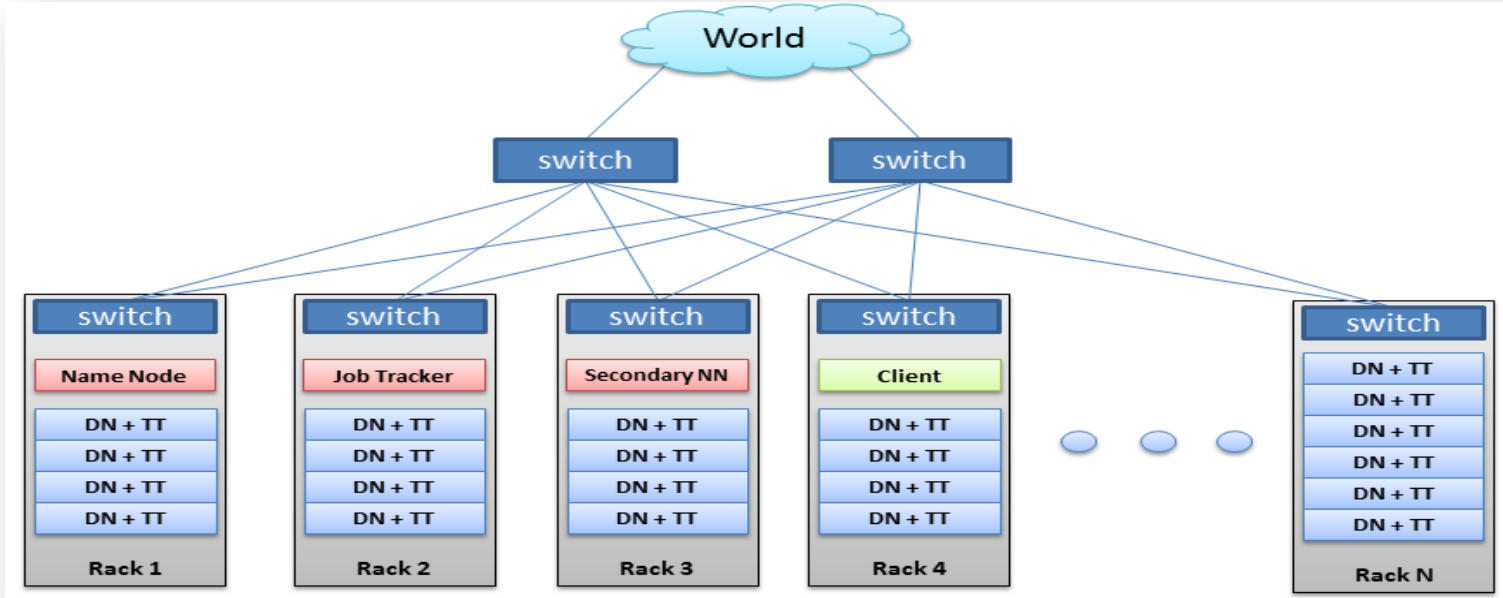 World
switch
switch
switch
Name Node
DN + TT
DN + TT
DN + TT
DN + TT
Rack 1
switch
Job Tracker
DN + TT
DN + TT
DN + TT
DN + TT
Rack 2
switch
Secondary NN
DN + TT
DN + TT
DN + TT
DN + TT
Rack 3
switch
Client
DN + TT
DN + TT
DN + TT
DN + TT
Rack 4
switch
DN + TT
DN + TT
DN + TT
DN + TT
DN + TT
DN + TT
Rack N